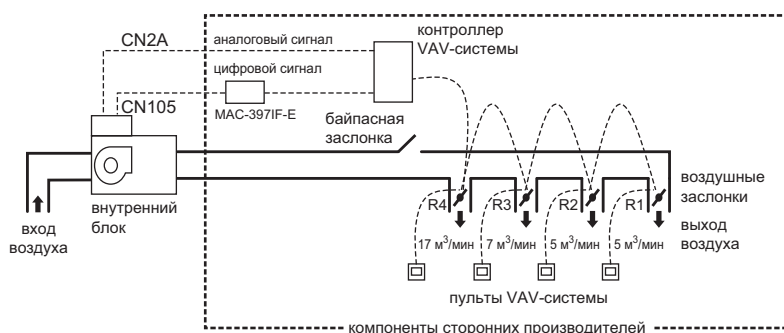 CN2A
аналоговый сигнал
контроллер
VAV-системы
цифровой сигнал
CN105
MAC-397IF-E
байпасная
заслонка
воздушные
заслонки
R4
R3
R2
R1
внутренний
блок
вход
воздуха
выход
воздуха
17 м³/мин
7 м³/мин
5 м³/мин
5 м³/мин
пульты VAV-системы
компоненты сторонних производителей